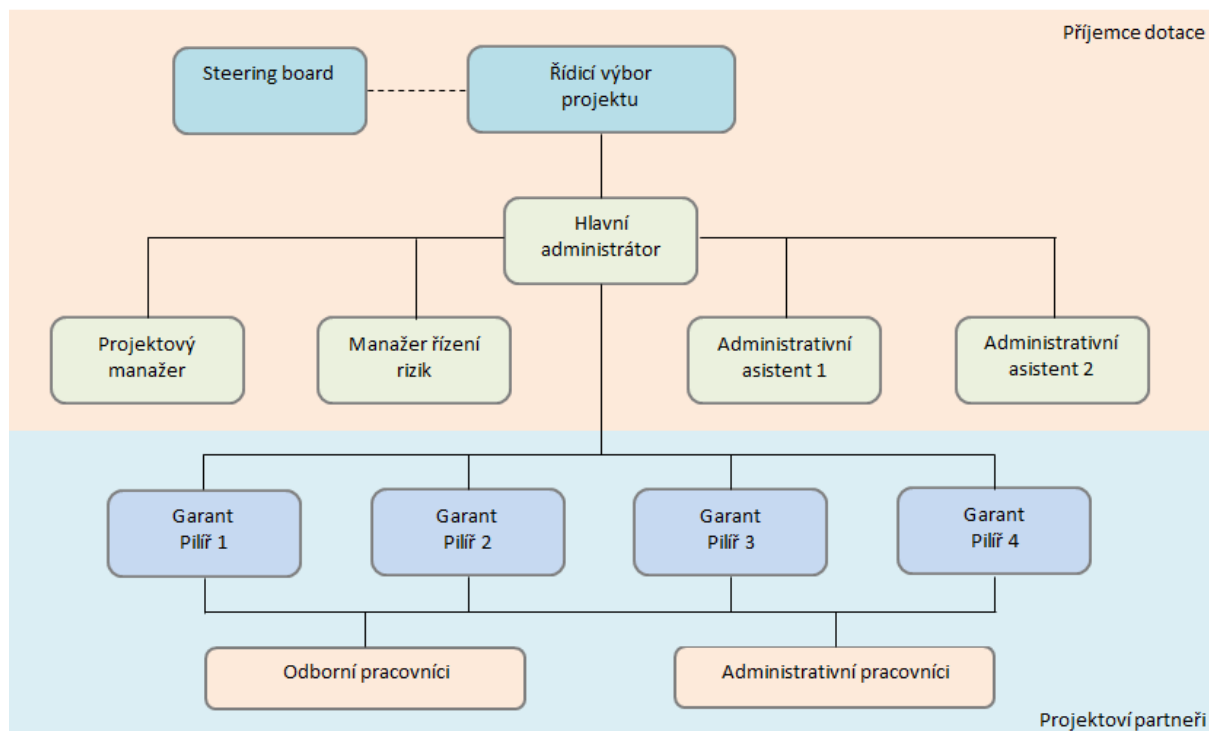 Příjemce dotace
Steering board
Řídicí výbor
projektu
Hlavní
administrátor
Projektový
manažer
Manažer řízení
rizik
Administrativní
asistent 1
Administrativní
asistent 2
Garant
Pilíř 1
Garant
Pilíř 2
Garant
Pilíř 3
Garant
Pilíř 4
Odborní pracovníci
Administrativní pracovníci
Projektoví partneři